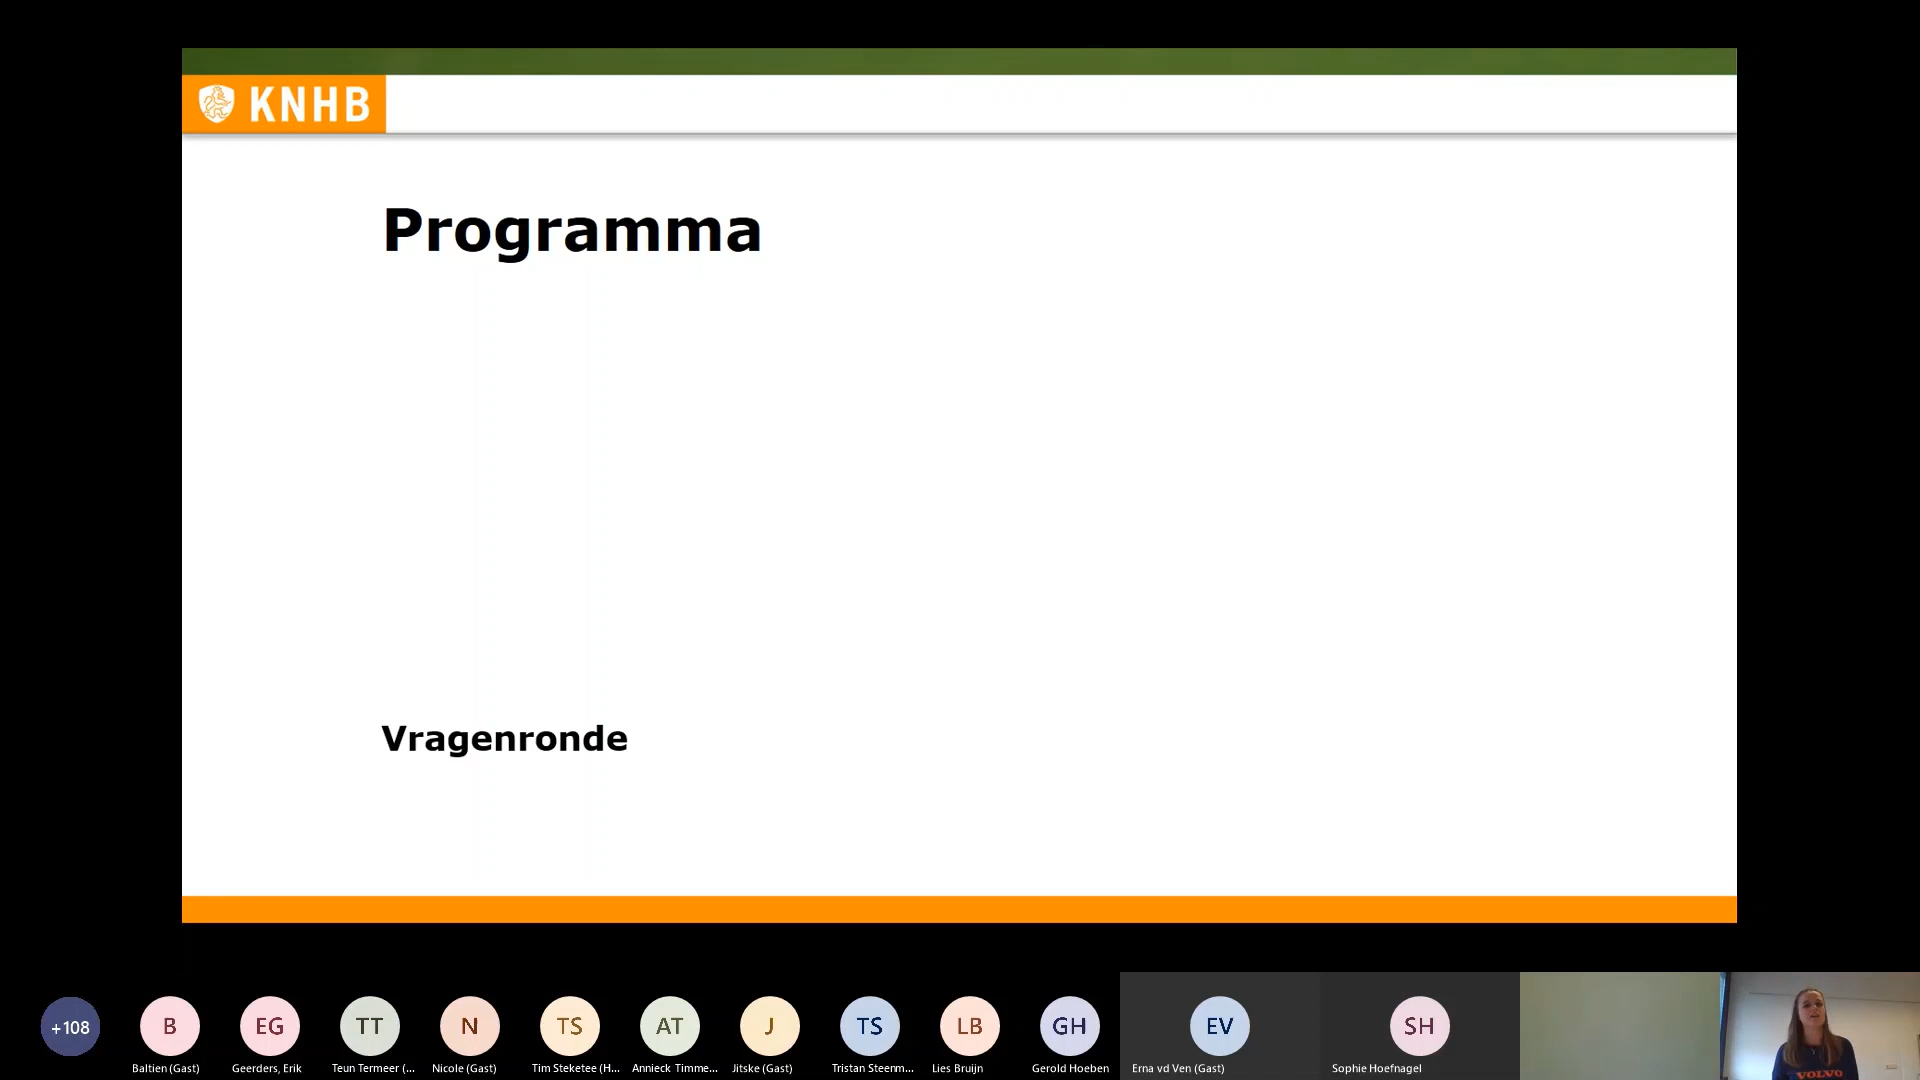 KNHB
Programma
Vragenronde
+108
B
EG
TT
N
TS
AT
J
TS
LB
GH
EV
SH
Baltien (Gast)
Geerders, Erik
Teun Termeer (...
Nicole (Gast)
Tim Steketee (H...
Annieck Timme...
Jitske (Gast)
Tristan Steenm...
Lies Bruijn
Gerold Hoeben
Erna vd Ven (Gast)
Sophie Hoefnagel
VOLVO